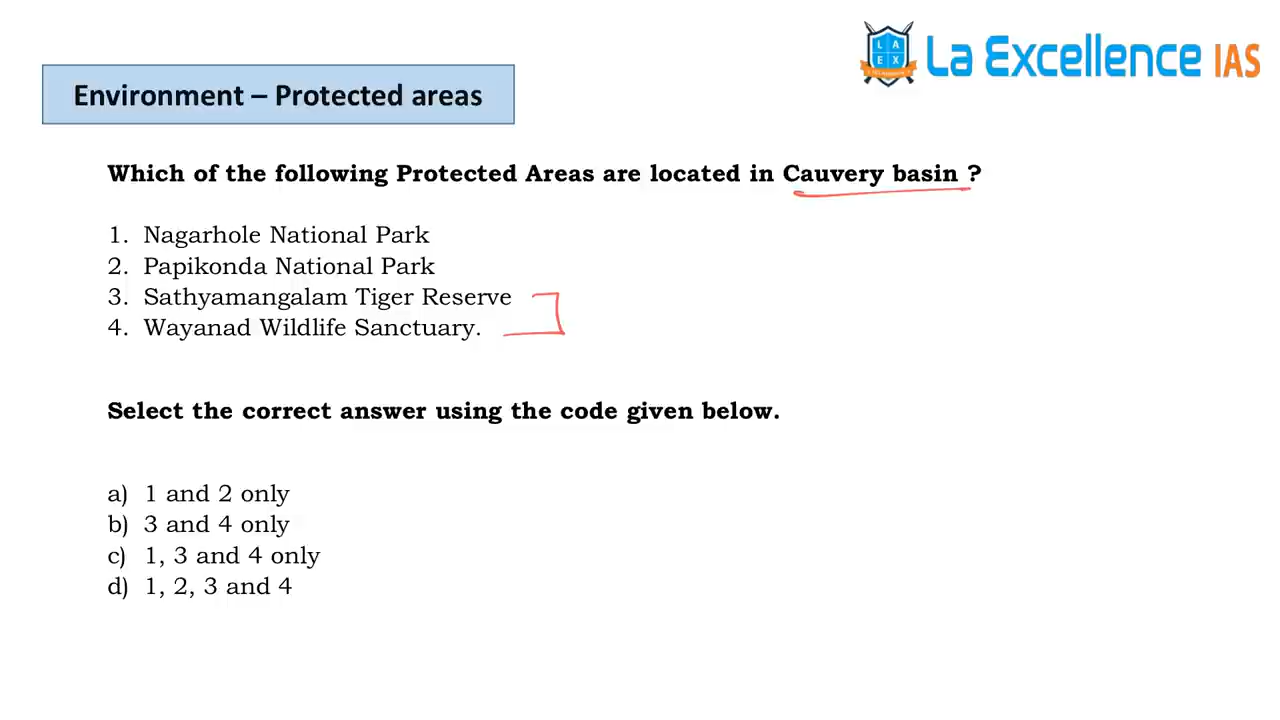 La Excellence IAS
LA
EX
Environment – Protected areas
Which of the following Protected Areas are located in Cauvery basin ?
1. Nagarhole National Park
2. Papikonda National Park
3. Sathyamangalam Tiger Reserve
4. Wayanad Wildlife Sanctuary.
Select the correct answer using the code given below.
a) 1 and 2 only
b) 3 and 4 only
c) 1, 3 and 4 only
d) 1, 2, 3 and 4